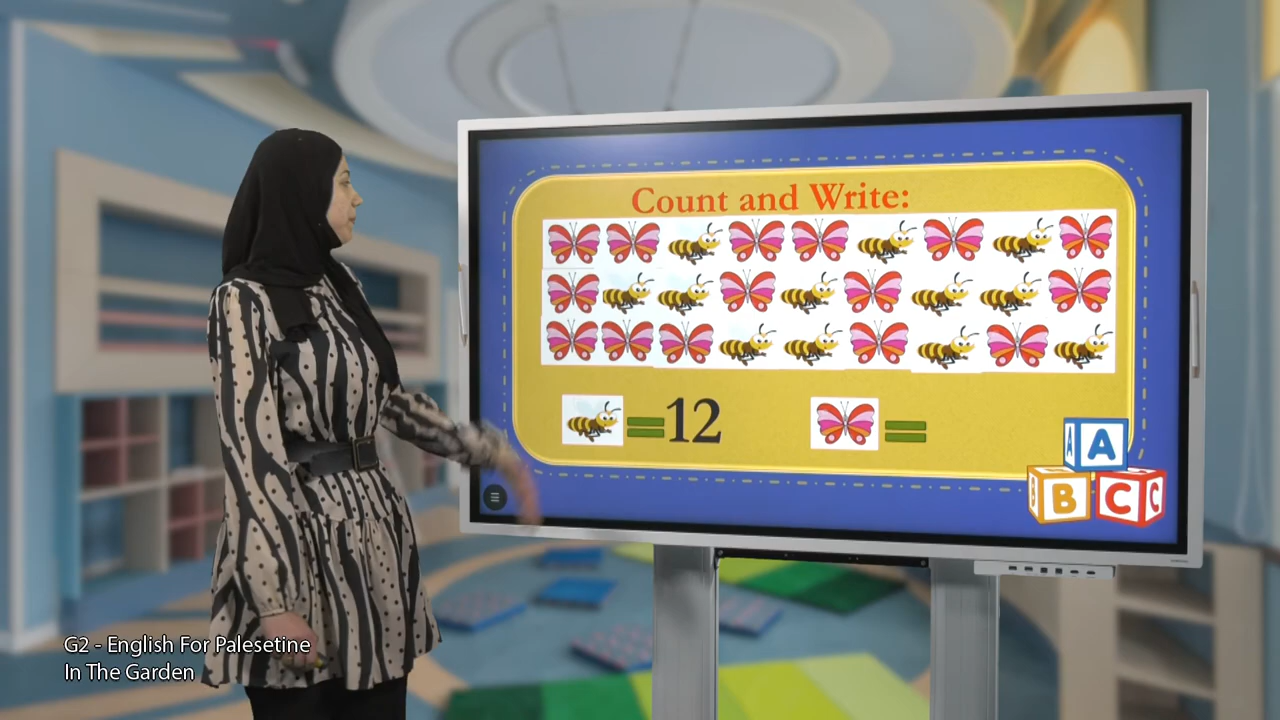 Count and Write:
=12
=
A
A
B
B
C
C
G2 - English For Palesetine
In The Garden